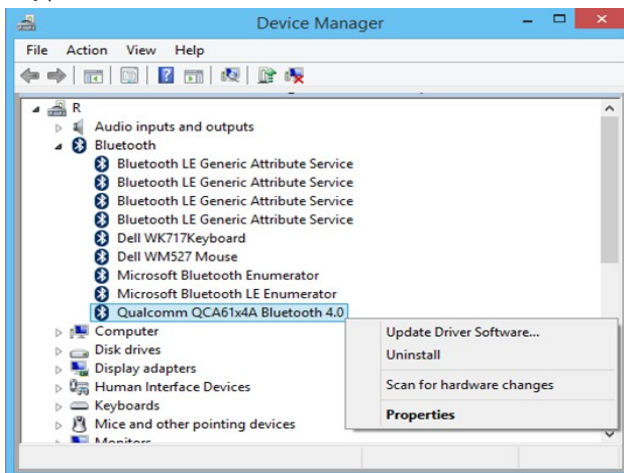 Device Manager
File Action View Help
R
Audio inputs and outputs
Bluetooth
Bluetooth LE Generic Attribute Service
Bluetooth LE Generic Attribute Service
Bluetooth LE Generic Attribute Service
Bluetooth LE Generic Attribute Service
Dell WK717Keyboard
Dell WM527 Mouse
Microsoft Bluetooth Enumerator
Microsoft Bluetooth LE Enumerator
Qualcomm QCA61x4A Bluetooth 4.0
Computer
Disk drives
Display adapters
Human Interface Devices
Keyboards
Mice and other pointing devices
Monitors
Update Driver Software...
Uninstall
Scan for hardware changes
Properties